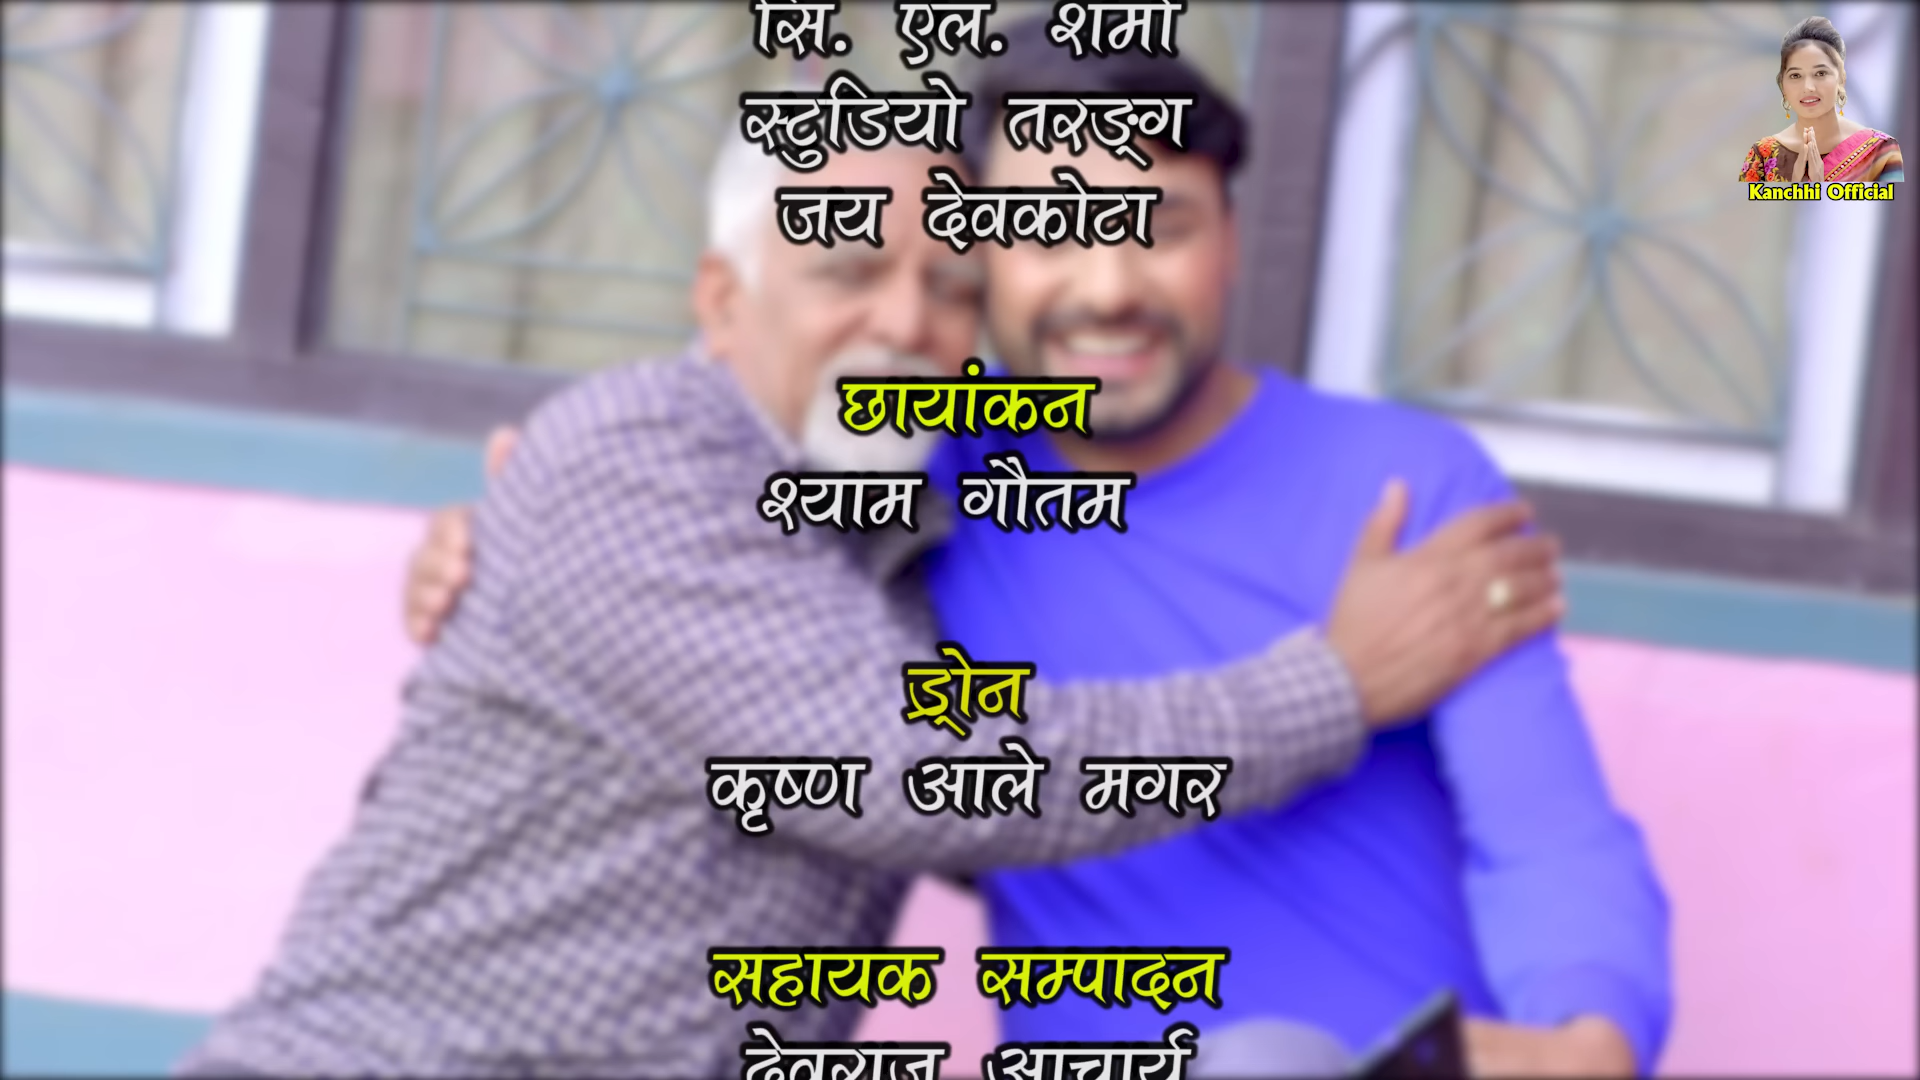 सि. एल. शर्मा
स्टुडियो तरङ्ग
जय देवकोटा
Kanchhi Official
छायांकन
श्याम गौतम
ड्रोन
कृष्ण आले मगर
सहायक सम्पादन
देवराज आचार्य